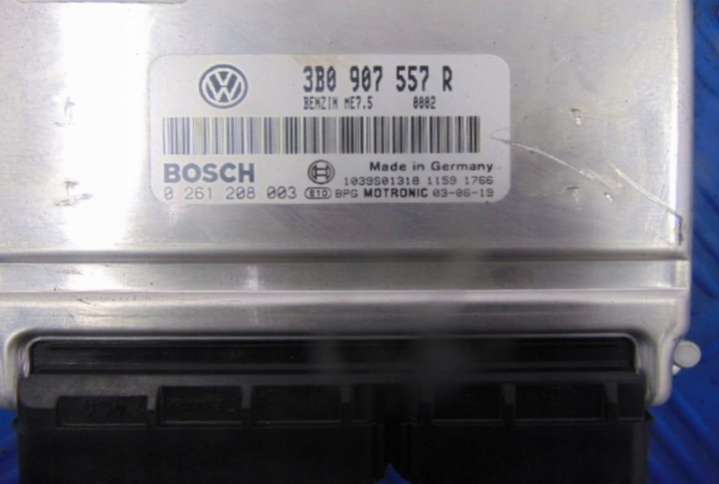 3B0 907 557 R
BENZIN ME7.5 0002
BOSCH
Made in Germany
0 261 208 003
1039S01318 1159 1766
E10 BPG MOTRONIC 03-06-19